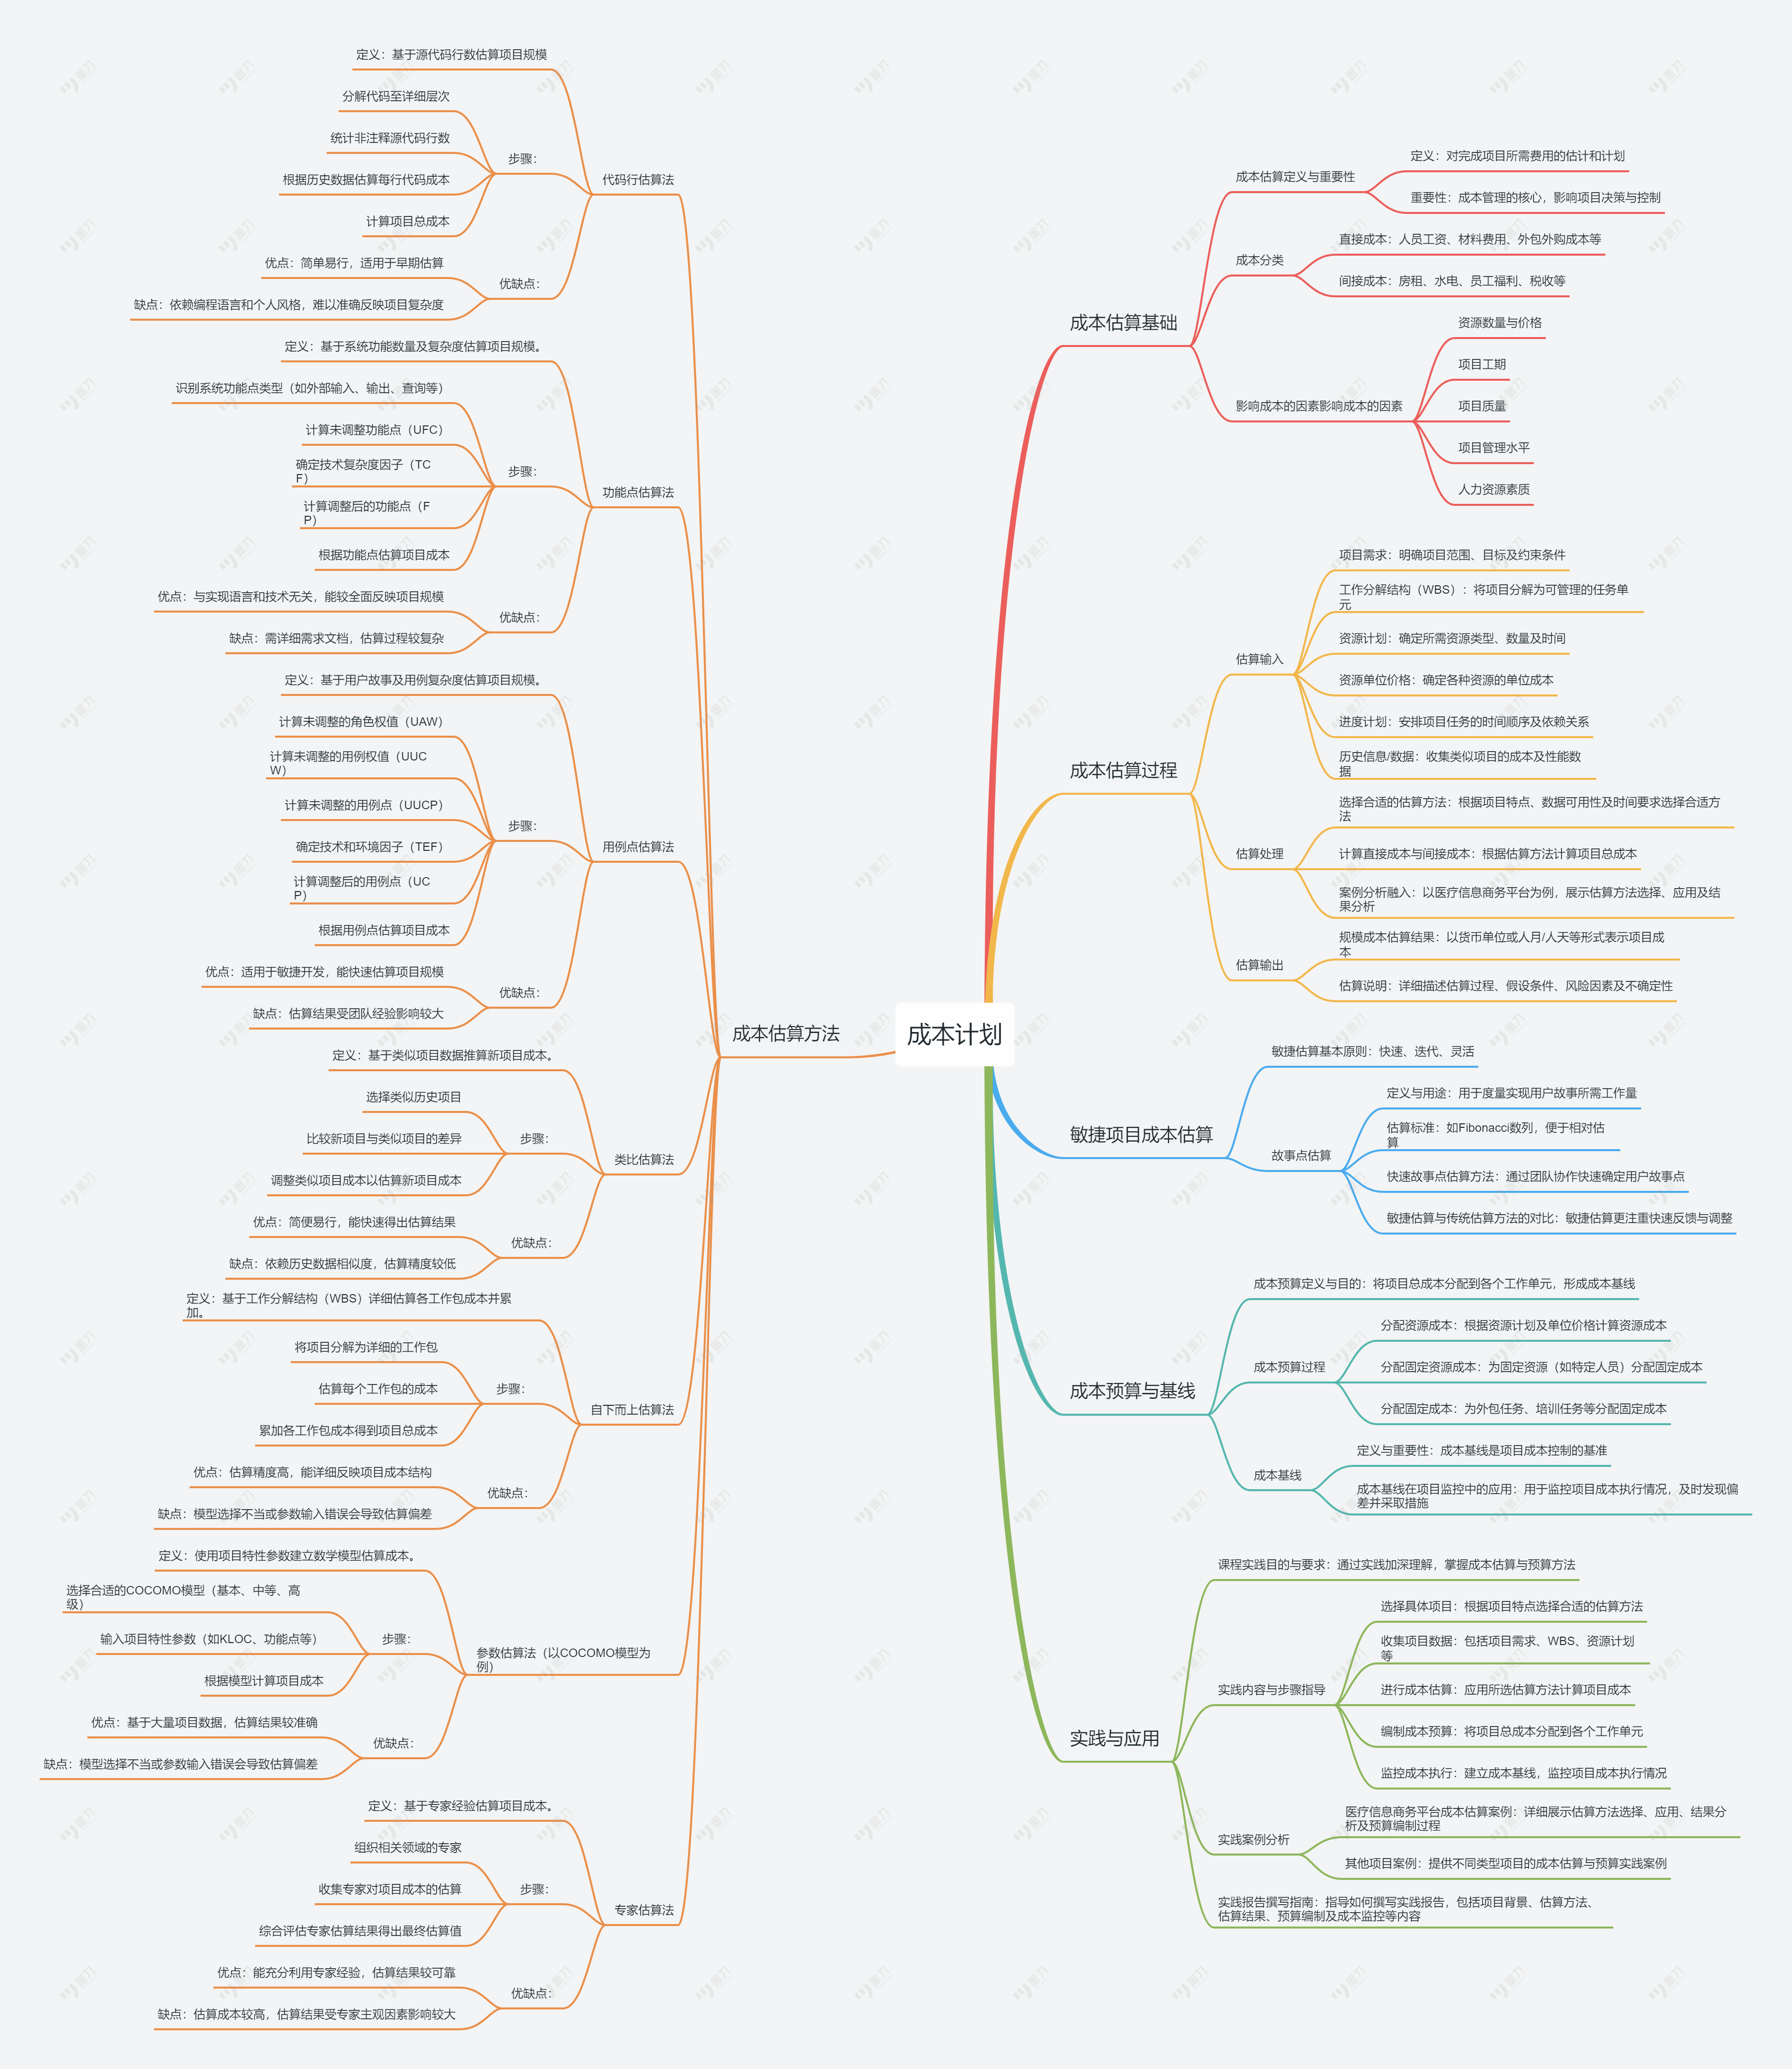 成本计划
成本估算基础
成本估算定义与重要性
定义：对完成项目所需费用的估计和计划
重要性：成本管理的核心，影响项目决策与控制
成本分类
直接成本：人员工资、材料费用、外包外购成本等
间接成本：房租、水电、员工福利、税收等
影响成本的因素影响成本的因素
资源数量与价格
项目工期
项目质量
项目管理水平
人力资源素质
成本估算过程
估算输入
项目需求：明确项目范围、目标及约束条件
工作分解结构（WBS）：将项目分解为可管理的任务单
元
资源计划：确定所需资源类型、数量及时间
资源单位价格：确定各种资源的单位成本
进度计划：安排项目任务的时间顺序及依赖关系
历史信息/数据：收集类似项目的成本及性能数
据
估算处理
选择合适的估算方法：根据项目特点、数据可用性及时间要求选择合适方
法
计算直接成本与间接成本：根据估算方法计算项目总成本
案例分析融入：以医疗信息商务平台为例，展示估算方法选择、应用及结
果分析
估算输出
规模成本估算结果：以货币单位或人月/人天等形式表示项目成
本
估算说明：详细描述估算过程、假设条件、风险因素及不确定性
敏捷项目成本估算
敏捷估算基本原则：快速、迭代、灵活
故事点估算
定义与用途：用于度量实现用户故事所需工作量
估算标准：如Fibonacci数列，便于相对估
算
快速故事点估算方法：通过团队协作快速确定用户故事点
敏捷估算与传统估算方法的对比：敏捷估算更注重快速反馈与调整
成本预算与基线
成本预算定义与目的：将项目总成本分配到各个工作单元，形成成本基线
成本预算过程
分配资源成本：根据资源计划及单位价格计算资源成本
分配固定资源成本：为固定资源（如特定人员）分配固定成本
分配固定成本：为外包任务、培训任务等分配固定成本
成本基线
定义与重要性：成本基线是项目成本控制的基准
成本基线在项目监控中的应用：用于监控项目成本执行情况，及时发现偏
差并采取措施
实践与应用
课程实践目的与要求：通过实践加深理解，掌握成本估算与预算方法
实践内容与步骤指导
选择具体项目：根据项目特点选择合适的估算方法
收集项目数据：包括项目需求、WBS、资源计划
等
进行成本估算：应用所选估算方法计算项目成本
编制成本预算：将项目总成本分配到各个工作单元
监控成本执行：建立成本基线，监控项目成本执行情况
实践案例分析
医疗信息商务平台成本估算案例：详细展示估算方法选择、应用、结果分
析及预算编制过程
其他项目案例：提供不同类型项目的成本估算与预算实践案例
实践报告撰写指南：指导如何撰写实践报告，包括项目背景、估算方法、
估算结果、预算编制及成本监控等内容
成本估算方法
代码行估算法
定义：基于源代码行数估算项目规模
步骤：
分解代码至详细层次
统计非注释源代码行数
根据历史数据估算每行代码成本
计算项目总成本
优缺点：
优点：简单易行，适用于早期估算
缺点：依赖编程语言和个人风格，难以准确反映项目复杂度
功能点估算法
定义：基于系统功能数量及复杂度估算项目规模。
步骤：
识别系统功能点类型（如外部输入、输出、查询等）
计算未调整功能点（UFC）
确定技术复杂度因子（TC
F）
计算调整后的功能点（F
P）
根据功能点估算项目成本
优缺点：
优点：与实现语言和技术无关，能较全面反映项目规模
缺点：需详细需求文档，估算过程较复杂
用例点估算法
定义：基于用户故事及用例复杂度估算项目规模。
步骤：
计算未调整的角色权值（UAW）
计算未调整的用例权值（UUC
W）
计算未调整的用例点（UUCP）
确定技术和环境因子（TEF）
计算调整后的用例点（UC
P）
根据用例点估算项目成本
优缺点：
优点：适用于敏捷开发，能快速估算项目规模
缺点：估算结果受团队经验影响较大
类比估算法
定义：基于类似项目数据推算新项目成本。
步骤：
选择类似历史项目
比较新项目与类似项目的差异
调整类似项目成本以估算新项目成本
优缺点：
优点：简便易行，能快速得出估算结果
缺点：依赖历史数据相似度，估算精度较低
自下而上估算法
定义：基于工作分解结构（WBS）详细估算各工作包成本并累
加。
步骤：
将项目分解为详细的工作包
估算每个工作包的成本
累加各工作包成本得到项目总成本
优缺点：
优点：估算精度高，能详细反映项目成本结构
缺点：模型选择不当或参数输入错误会导致估算偏差
参数估算法（以COCOMO模型为
例）
定义：使用项目特性参数建立数学模型估算成本。
步骤：
选择合适的COCOMO模型（基本、中等、高
级）
输入项目特性参数（如KLOC、功能点等）
根据模型计算项目成本
优缺点：
优点：基于大量项目数据，估算结果较准确
缺点：模型选择不当或参数输入错误会导致估算偏差
专家估算法
定义：基于专家经验估算项目成本。
步骤：
组织相关领域的专家
收集专家对项目成本的估算
综合评估专家估算结果得出最终估算值
优缺点：
优点：能充分利用专家经验，估算结果较可靠
缺点：估算成本较高，估算结果受专家主观因素影响较大